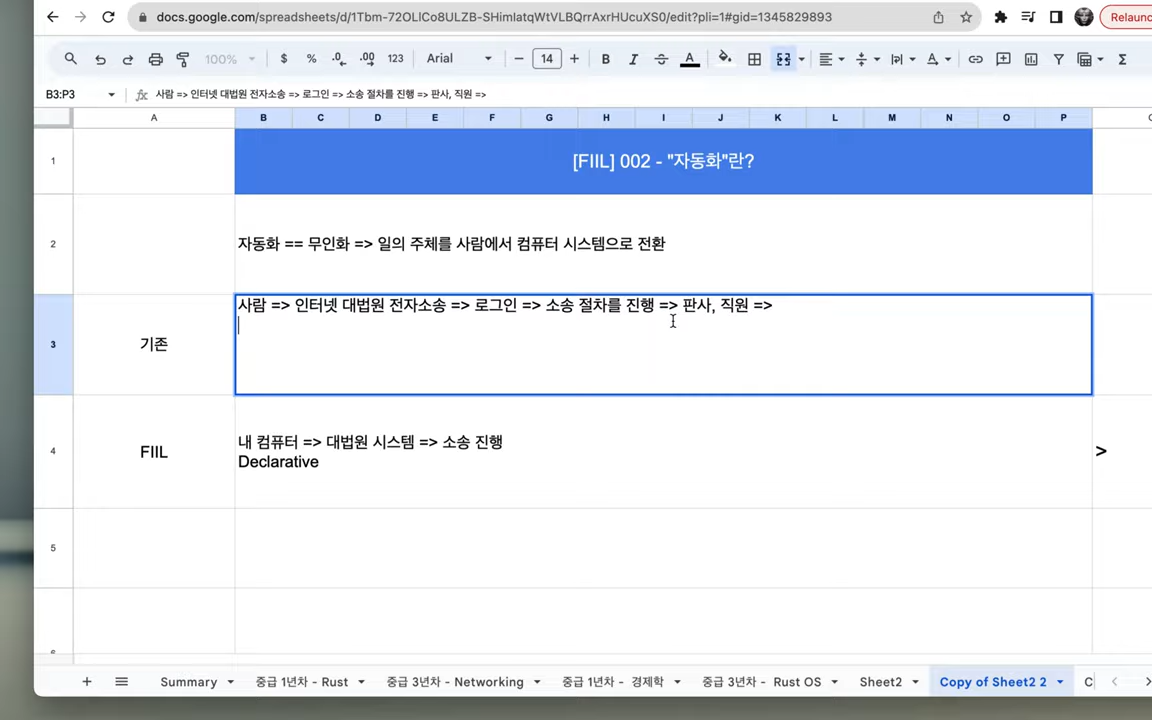 docs.google.com/spreadsheets/d/1Tbm-72OLICo8ULZB-SHimlatqWtVLBQrrAxrHUcuXS0/edit?pli=1#gid=1345829893
Relaunc
100% $ % .0 .00 123 Arial 14 B I S A
B3:P3 fx 사람 => 인터넷 대법원 전자소송 => 로그인 => 소송 절차를 진행 => 판사, 직원 =>
A B C D E F G H I J K L M N O P
1 [FIIL] 002 - "자동화"란?
2 자동화 == 무인화 => 일의 주체를 사람에서 컴퓨터 시스템으로 전환
사람 => 인터넷 대법원 전자소송 => 로그인 => 소송 절차를 진행 => 판사, 직원 =>
3 기존
내 컴퓨터 => 대법원 시스템 => 소송 진행
4 FIIL >
Declarative
5
Summary 중급 1년차 - Rust 중급 3년차 - Networking 중급 1년차 - 경제학 중급 3년차 - Rust OS Sheet2 Copy of Sheet2 2 C